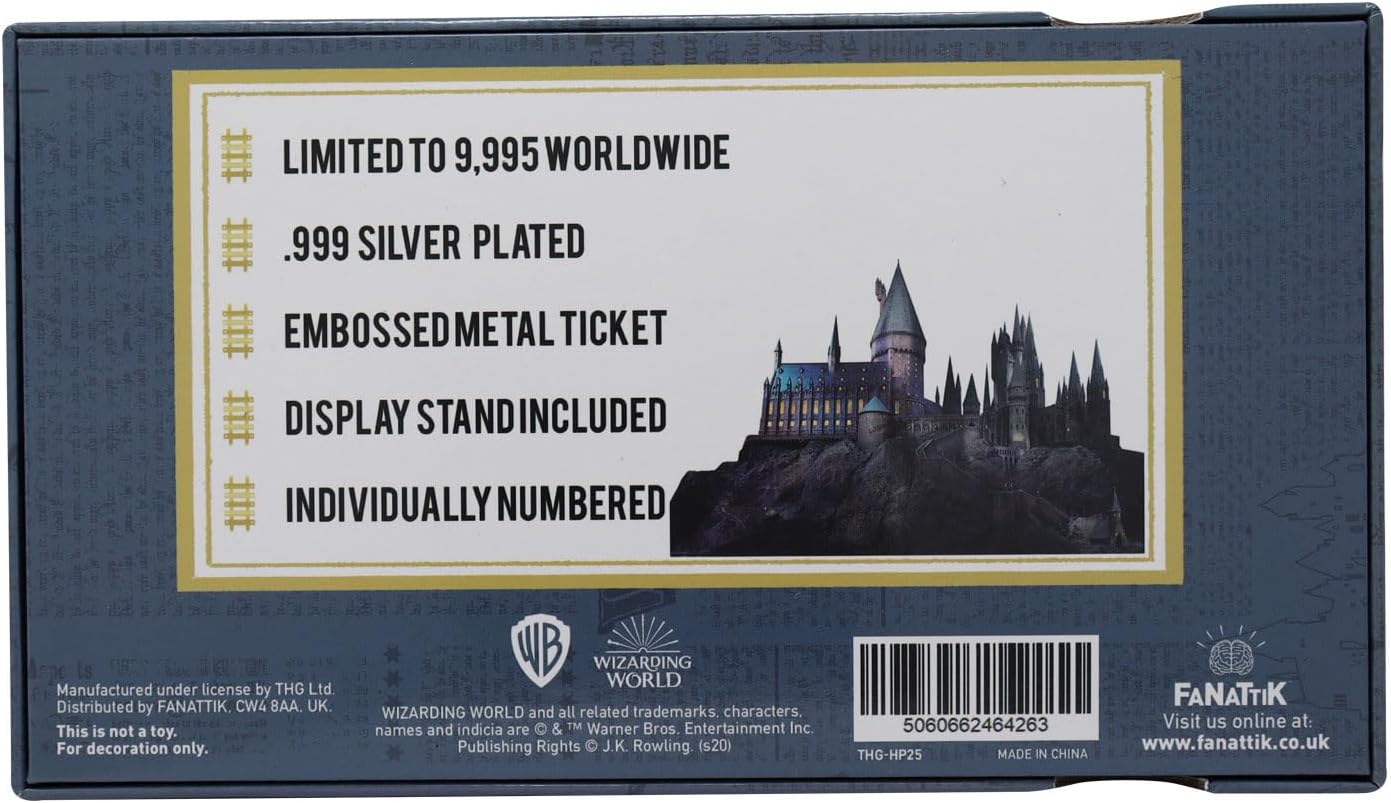 LIMITED TO 9,995 WORLDWIDE
.999 SILVER PLATED
EMBOSSED METAL TICKET
DISPLAY STAND INCLUDED
INDIVIDUALLY NUMBERED
WB
WIZARDING
WORLD
Manufactured under license by THG Ltd.
Distributed by FANATTIK, CW4 8AA, UK.
This is not a toy.
For decoration only.
WIZARDING WORLD and all related trademarks, characters,
names and indicia are © & ™ Warner Bros. Entertainment Inc.
Publishing Rights © J.K. Rowling. (s20)
5060662464263
THG-HP25 MADE IN CHINA
FANATTIK
Visit us online at:
www.fanattik.co.uk